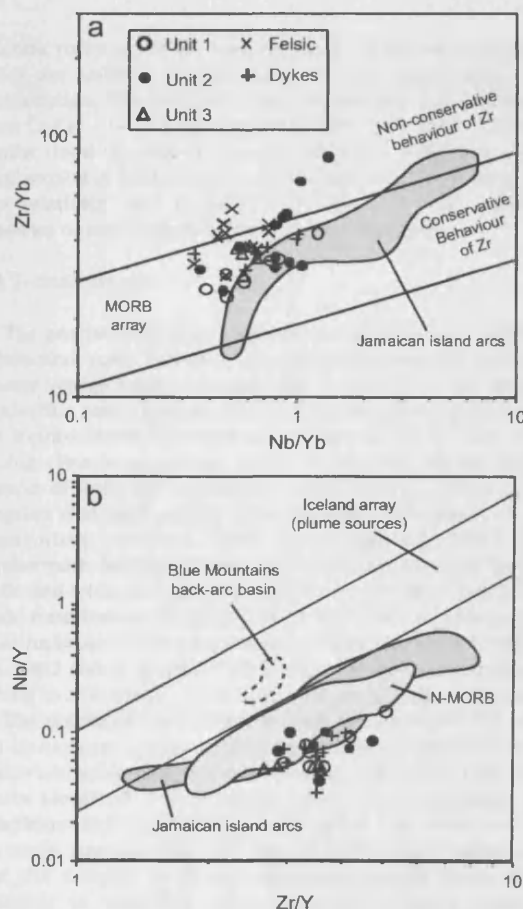 a
Unit 1
Felsic
Unit 2
Dykes
Unit 3
100
Zr/Yb
Non-conservative
behaviour of Zr
Conservative
Behaviour
of Zr
MORB
array
Jamaican island arcs
10
0.1
1
10
Nb/Yb
10
b
Iceland array
(plume sources)
Blue Mountains
back-arc basin
1
Nb/Y
N-MORB
0.1
Jamaican island arcs
0.01
1
10
Zr/Y